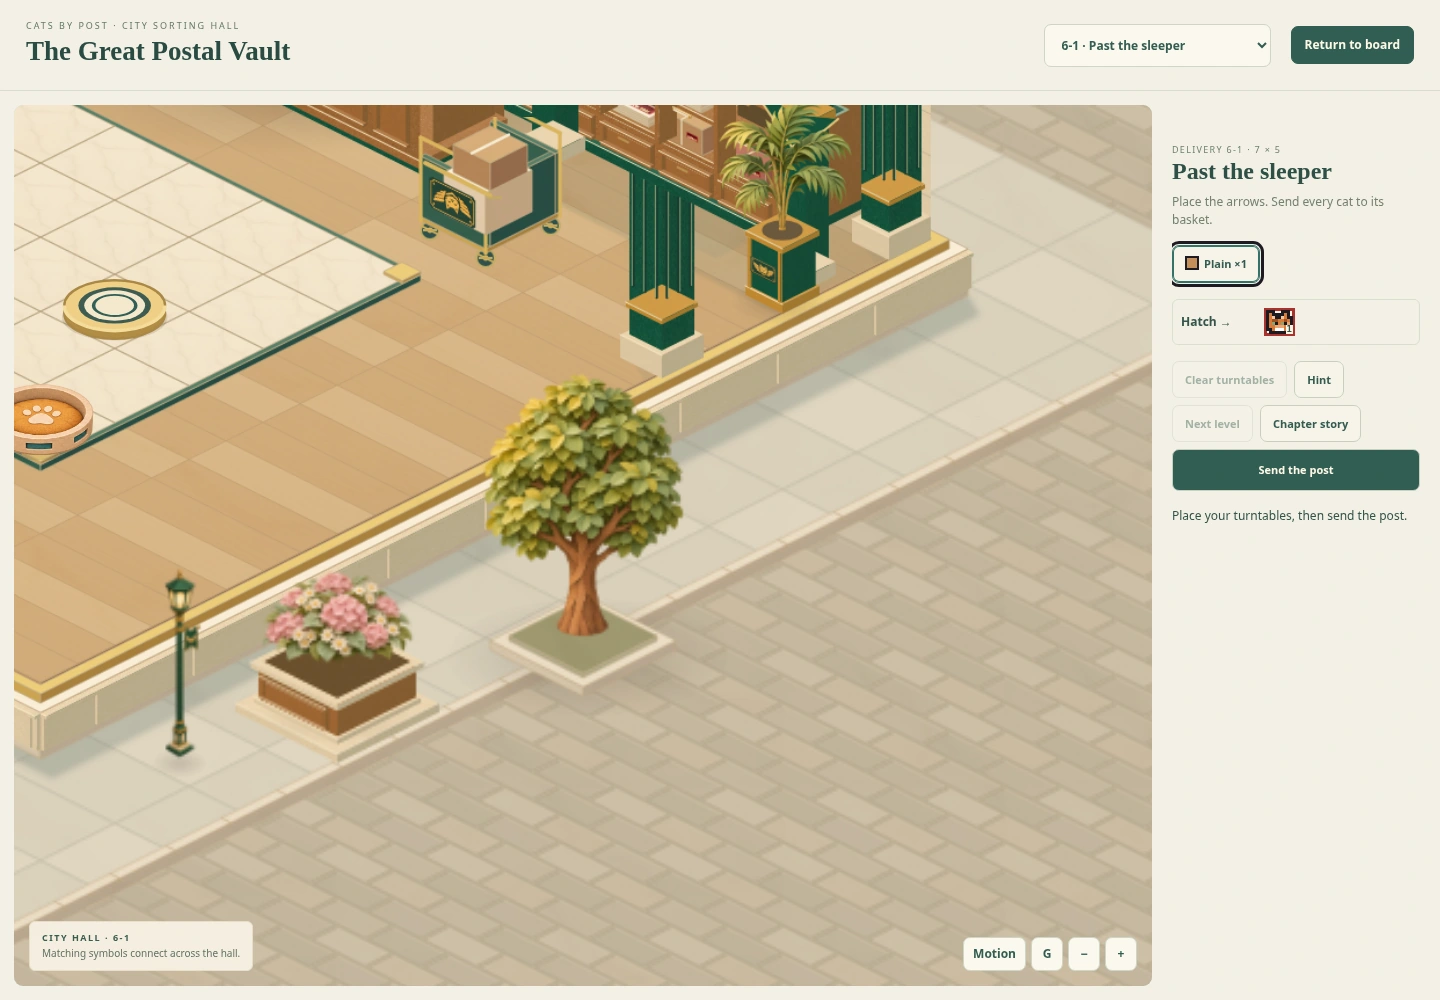 CATS BY POST · CITY SORTING HALL
The Great Postal Vault
6-1 · Past the sleeper
Return to board
DELIVERY 6-1 · 7 × 5
Past the sleeper
Place the arrows. Send every cat to its
basket.
Plain ×1
Hatch →
1
Clear turntables
Hint
Next level
Chapter story
Send the post
Place your turntables, then send the post.
CITY HALL · 6-1
Matching symbols connect across the hall.
Motion
G
−
+